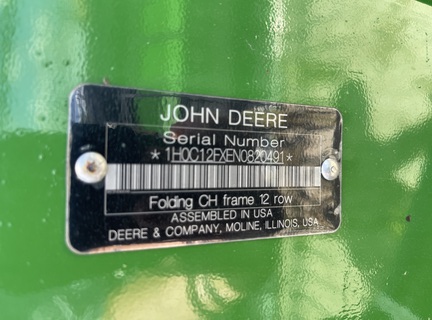 JOHN DEERE
Serial Number
*1H0C12FXEN0820491*
Folding CH frame 12 row
ASSEMBLED IN USA
DEERE & COMPANY, MOLINE, ILLINOIS, USA